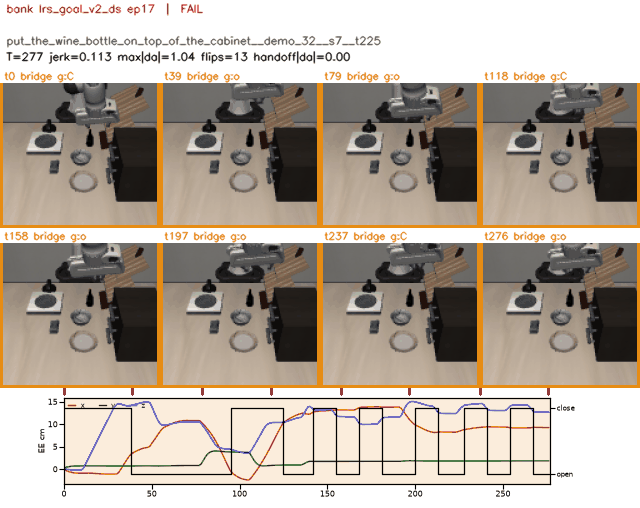 bank lrs_goal_v2_ds ep17 | FAIL
put_the_wine_bottle_on_top_of_the_cabinet__demo_32__s7__t225
T=277 jerk=0.113 max|da|=1.04 flips=13 handoff|da|=0.00
t0 bridge g:C t39 bridge g:o t79 bridge g:o t118 bridge g:C
t158 bridge g:o t197 bridge g:o t237 bridge g:C t276 bridge g:o
15
10
5
0
EE cm
x y z
close
open
0 50 100 150 200 250